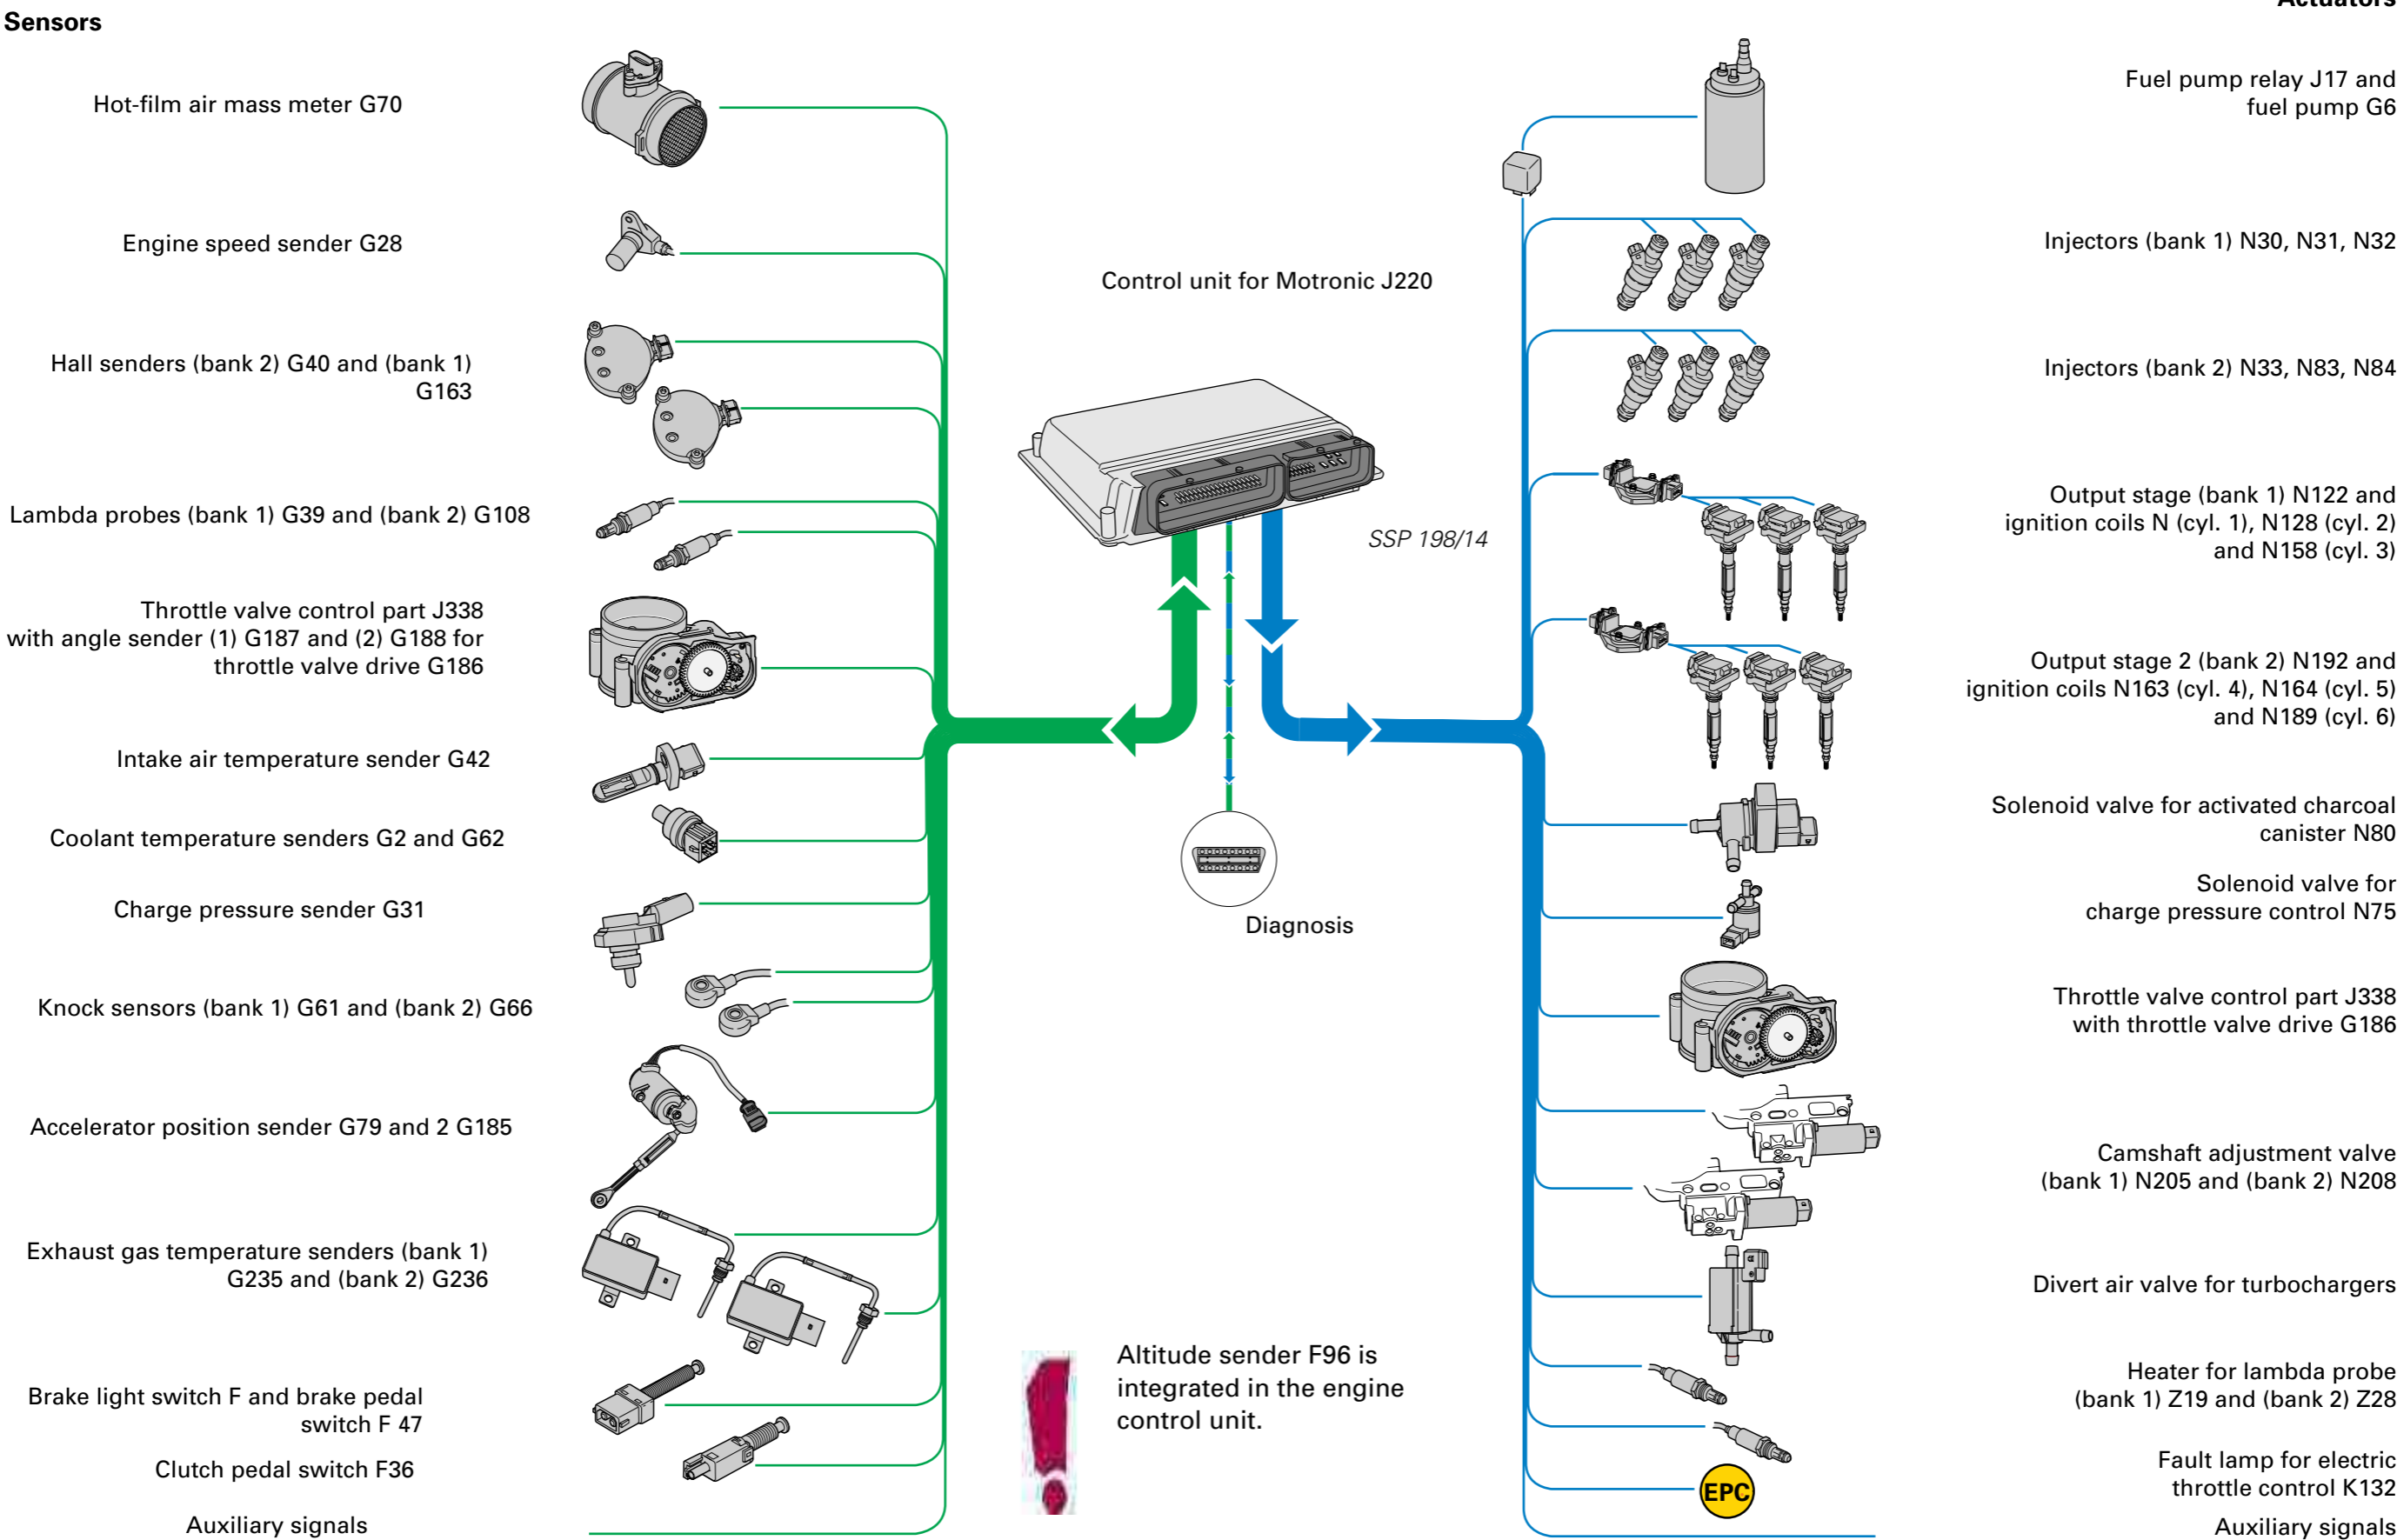 Sensors
Hot-film air mass meter G70
Engine speed sender G28
Hall senders (bank 2) G40 and (bank 1)
G163
Lambda probes (bank 1) G39 and (bank 2) G108
Throttle valve control part J338
with angle sender (1) G187 and (2) G188 for
throttle valve drive G186
Intake air temperature sender G42
Coolant temperature senders G2 and G62
Charge pressure sender G31
Knock sensors (bank 1) G61 and (bank 2) G66
Accelerator position sender G79 and 2 G185
Exhaust gas temperature senders (bank 1)
G235 and (bank 2) G236
Brake light switch F and brake pedal
switch F 47
Clutch pedal switch F36
Auxiliary signals
Control unit for Motronic J220
SSP 198/14
Diagnosis
Altitude sender F96 is
integrated in the engine
control unit.
Actuators
Fuel pump relay J17 and
fuel pump G6
Injectors (bank 1) N30, N31, N32
Injectors (bank 2) N33, N83, N84
Output stage (bank 1) N122 and
ignition coils N (cyl. 1), N128 (cyl. 2)
and N158 (cyl. 3)
Output stage 2 (bank 2) N192 and
ignition coils N163 (cyl. 4), N164 (cyl. 5)
and N189 (cyl. 6)
Solenoid valve for activated charcoal
canister N80
Solenoid valve for
charge pressure control N75
Throttle valve control part J338
with throttle valve drive G186
Camshaft adjustment valve
(bank 1) N205 and (bank 2) N208
Divert air valve for turbochargers
Heater for lambda probe
(bank 1) Z19 and (bank 2) Z28
EPC
Fault lamp for electric
throttle control K132
Auxiliary signals